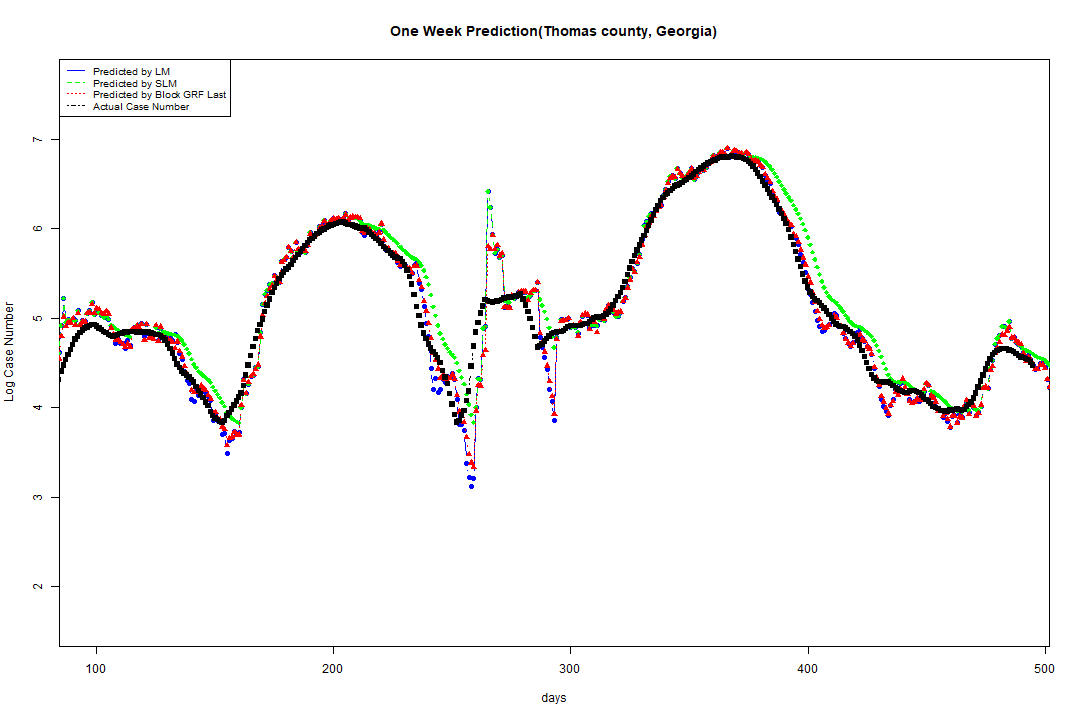 One Week Prediction(Thomas county, Georgia)
Predicted by LM
Predicted by SLM
Predicted by Block GRF Last
Actual Case Number
Log Case Number
7
6
5
4
3
2
100 200 300 400 500
days